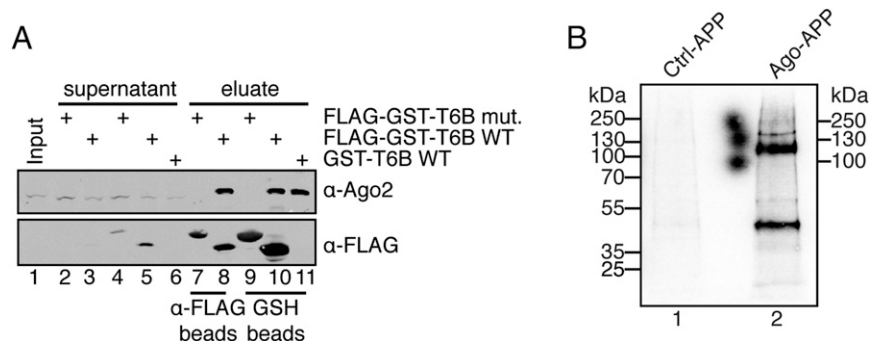 A
supernatant
eluate
Input
+ + + + FLAG-GST-T6B mut.
+ + + + FLAG-GST-T6B WT
+ + GST-T6B WT
α-Ago2
α-FLAG
1 2 3 4 5 6 7 8 9 10 11
α-FLAG beads
GSH beads
B
Ctrl-APP
Ago-APP
kDa
250
130
100
70
55
35
25
kDa
250
130
100
1 2